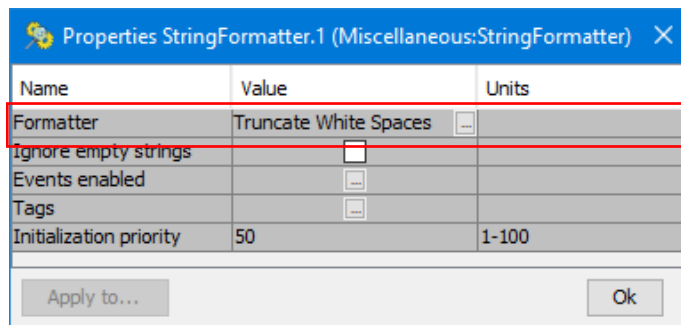 Properties StringFormatter.1 (Miscellaneous:StringFormatter)
Name Value Units
Formatter Truncate White Spaces ...
Ignore empty strings
Events enabled ...
Tags ...
Initialization priority 50 1-100
Apply to... Ok